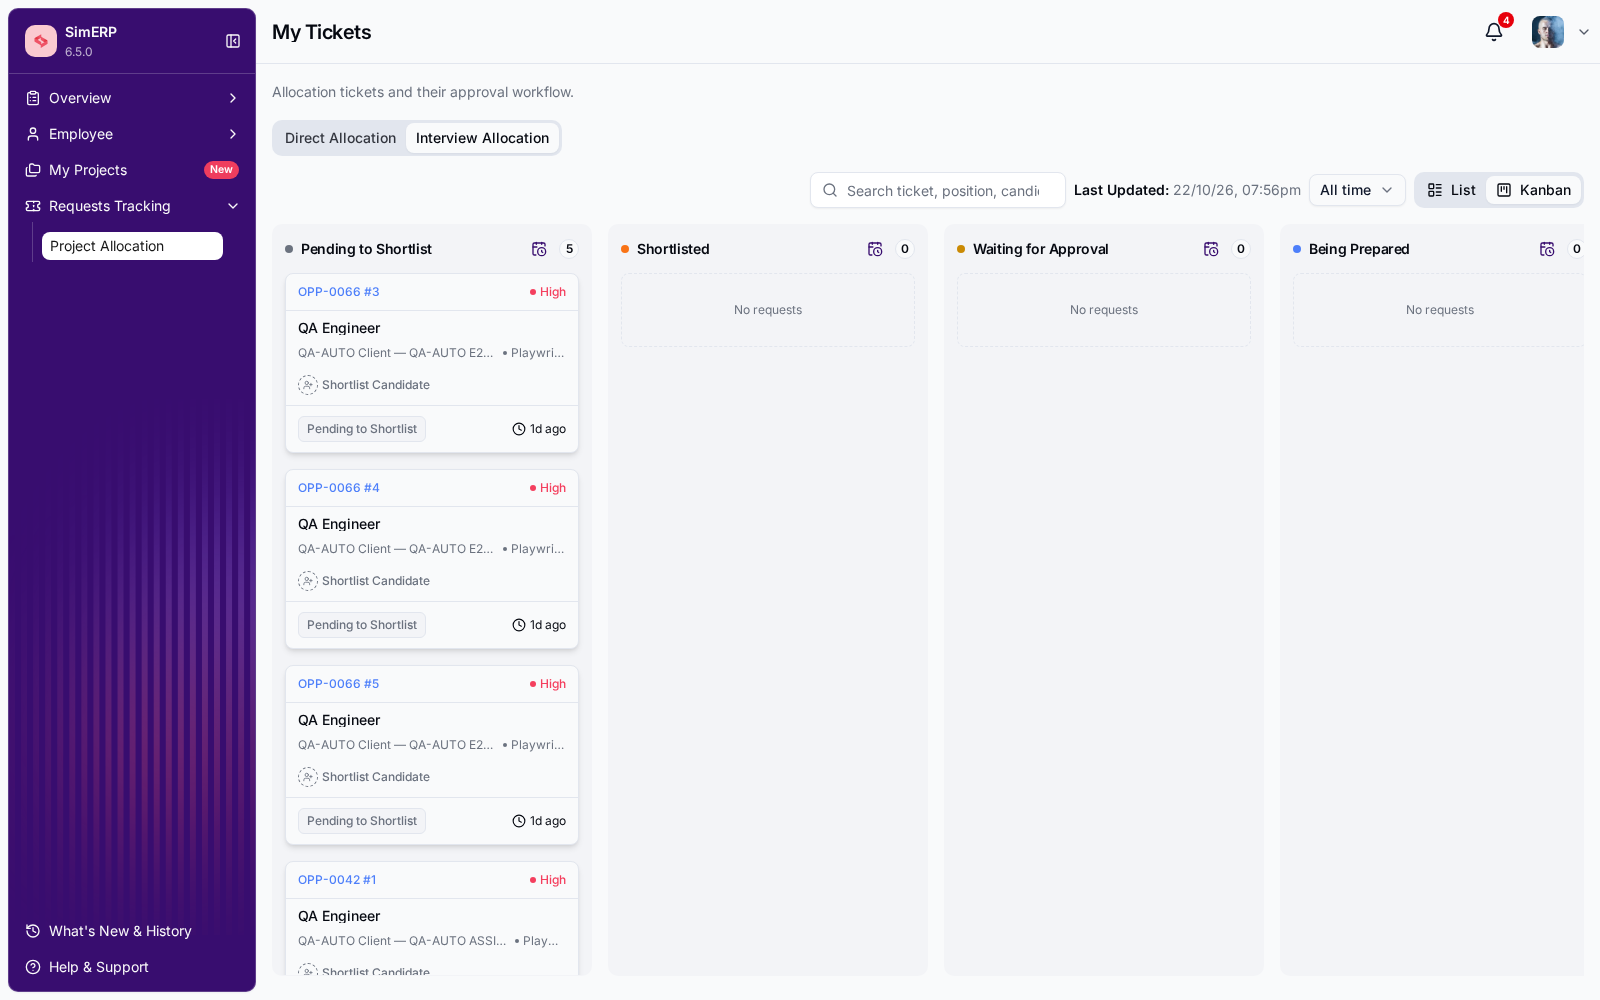 SimERP
6.5.0
Overview
Employee
My Projects
New
Requests Tracking
Project Allocation
What's New & History
Help & Support
My Tickets
4
Allocation tickets and their approval workflow.
Direct Allocation
Interview Allocation
Search ticket, position, candi
Last Updated: 22/10/26, 07:56pm
All time
List
Kanban
Pending to Shortlist
5
OPP-0066 #3
High
QA Engineer
QA-AUTO Client — QA-AUTO E2... • Playwri...
Shortlist Candidate
Pending to Shortlist
1d ago
OPP-0066 #4
High
QA Engineer
QA-AUTO Client — QA-AUTO E2... • Playwri...
Shortlist Candidate
Pending to Shortlist
1d ago
OPP-0066 #5
High
QA Engineer
QA-AUTO Client — QA-AUTO E2... • Playwri...
Shortlist Candidate
Pending to Shortlist
1d ago
OPP-0042 #1
High
QA Engineer
QA-AUTO Client — QA-AUTO ASSI... • Play...
Shortlist Candidate
Shortlisted
0
No requests
Waiting for Approval
0
No requests
Being Prepared
0
No requests